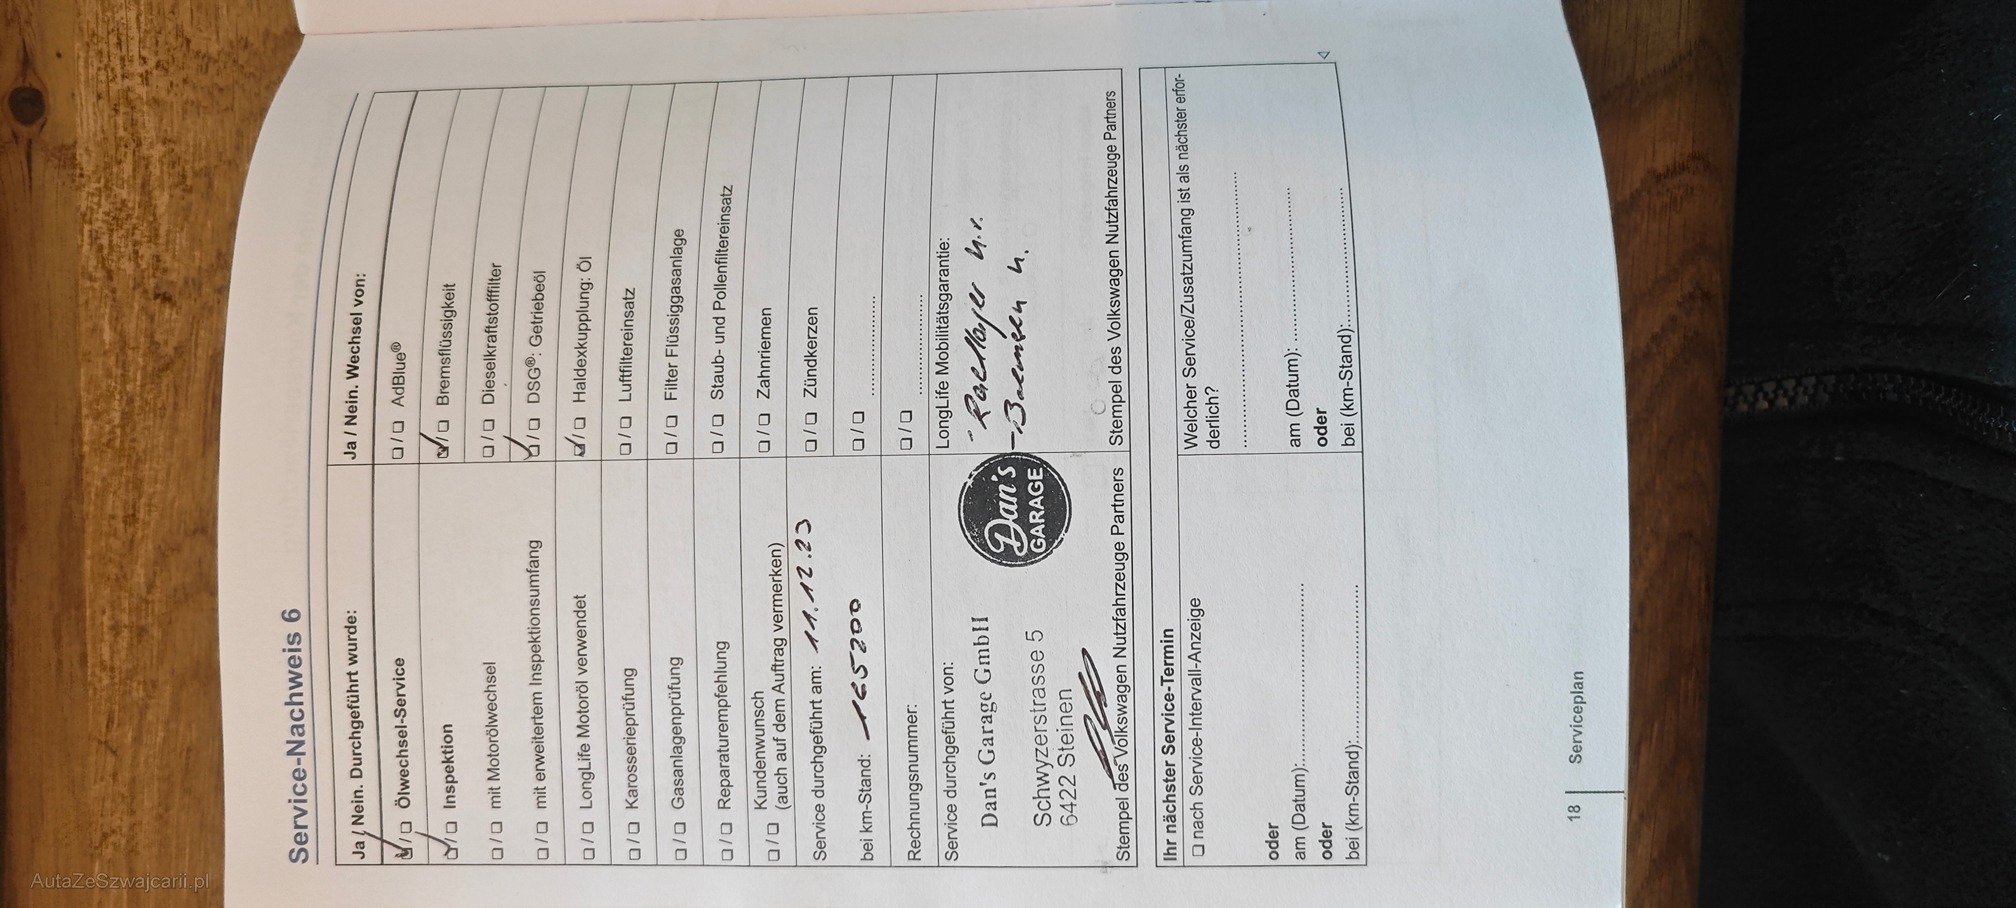 Service-Nachweis 6
Ja / Nein. Durchgeführt wurde:
Ölwechsel-Service
Inspektion
mit Motorölwechsel
mit erweitertem Inspektionsumfang
LongLife Motoröl verwendet
Karosserieprüfung
Gasanlagenprüfung
Reparaturempfehlung
Kundenwunsch
(auch auf dem Auftrag vermerken)
Service durchgeführt am: 11.12.23
bei km-Stand: 165200
Rechnungsnummer:
Service durchgeführt von:
Dan's Garage GmbH
Schwyzerstrasse 5
6422 Steinen
Dan's
GARAGE
Stempel des Volkswagen Nutzfahrzeuge Partners
Ja / Nein. Wechsel von:
AdBlue®
Bremsflüssigkeit
Dieselkraftstofffilter
DSG®: Getriebeöl
Haldexkupplung: Öl
Luftfiltereinsatz
Filter Flüssiggasanlage
Staub- und Pollenfiltereinsatz
Zahnriemen
Zündkerzen
LongLife Mobilitätsgarantie:
Stempel des Volkswagen Nutzfahrzeuge Partners
Ihr nächster Service-Termin
nach Service-Intervall-Anzeige
oder
am (Datum):
oder
bei (km-Stand):
Welcher Service/Zusatzumfang ist als nächster erfor-
derlich?
am (Datum):
oder
bei (km-Stand):
18 Serviceplan
AutaZeSzwajcarii.pl